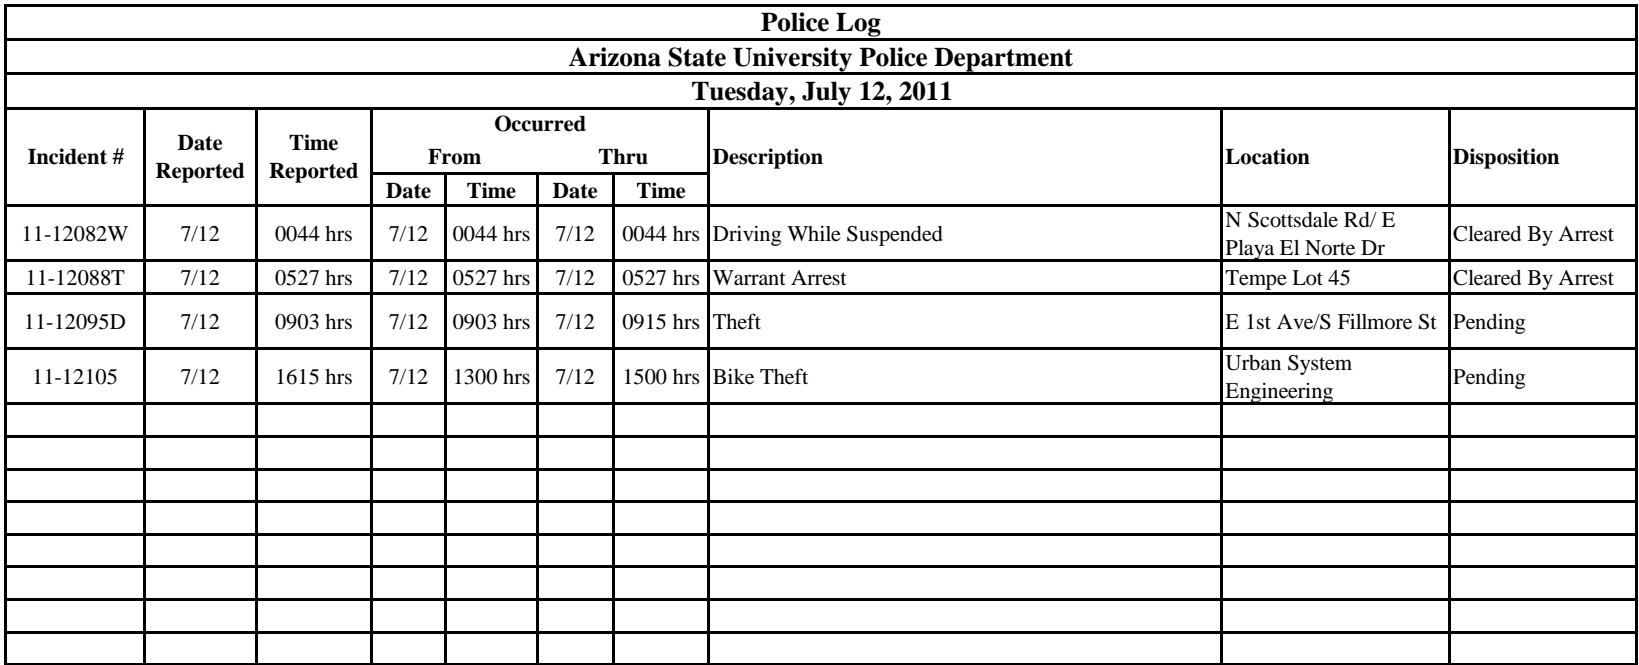 Police Log
Arizona State University Police Department
Tuesday, July 12, 2011
Incident # Date Reported Time Reported Occurred Description Location Disposition
From Thru
Date Time Date Time
11-12082W 7/12 0044 hrs 7/12 0044 hrs 7/12 0044 hrs Driving While Suspended N Scottsdale Rd/ E Playa El Norte Dr Cleared By Arrest
11-12088T 7/12 0527 hrs 7/12 0527 hrs 7/12 0527 hrs Warrant Arrest Tempe Lot 45 Cleared By Arrest
11-12095D 7/12 0903 hrs 7/12 0903 hrs 7/12 0915 hrs Theft E 1st Ave/S Fillmore St Pending
11-12105 7/12 1615 hrs 7/12 1300 hrs 7/12 1500 hrs Bike Theft Urban System Engineering Pending